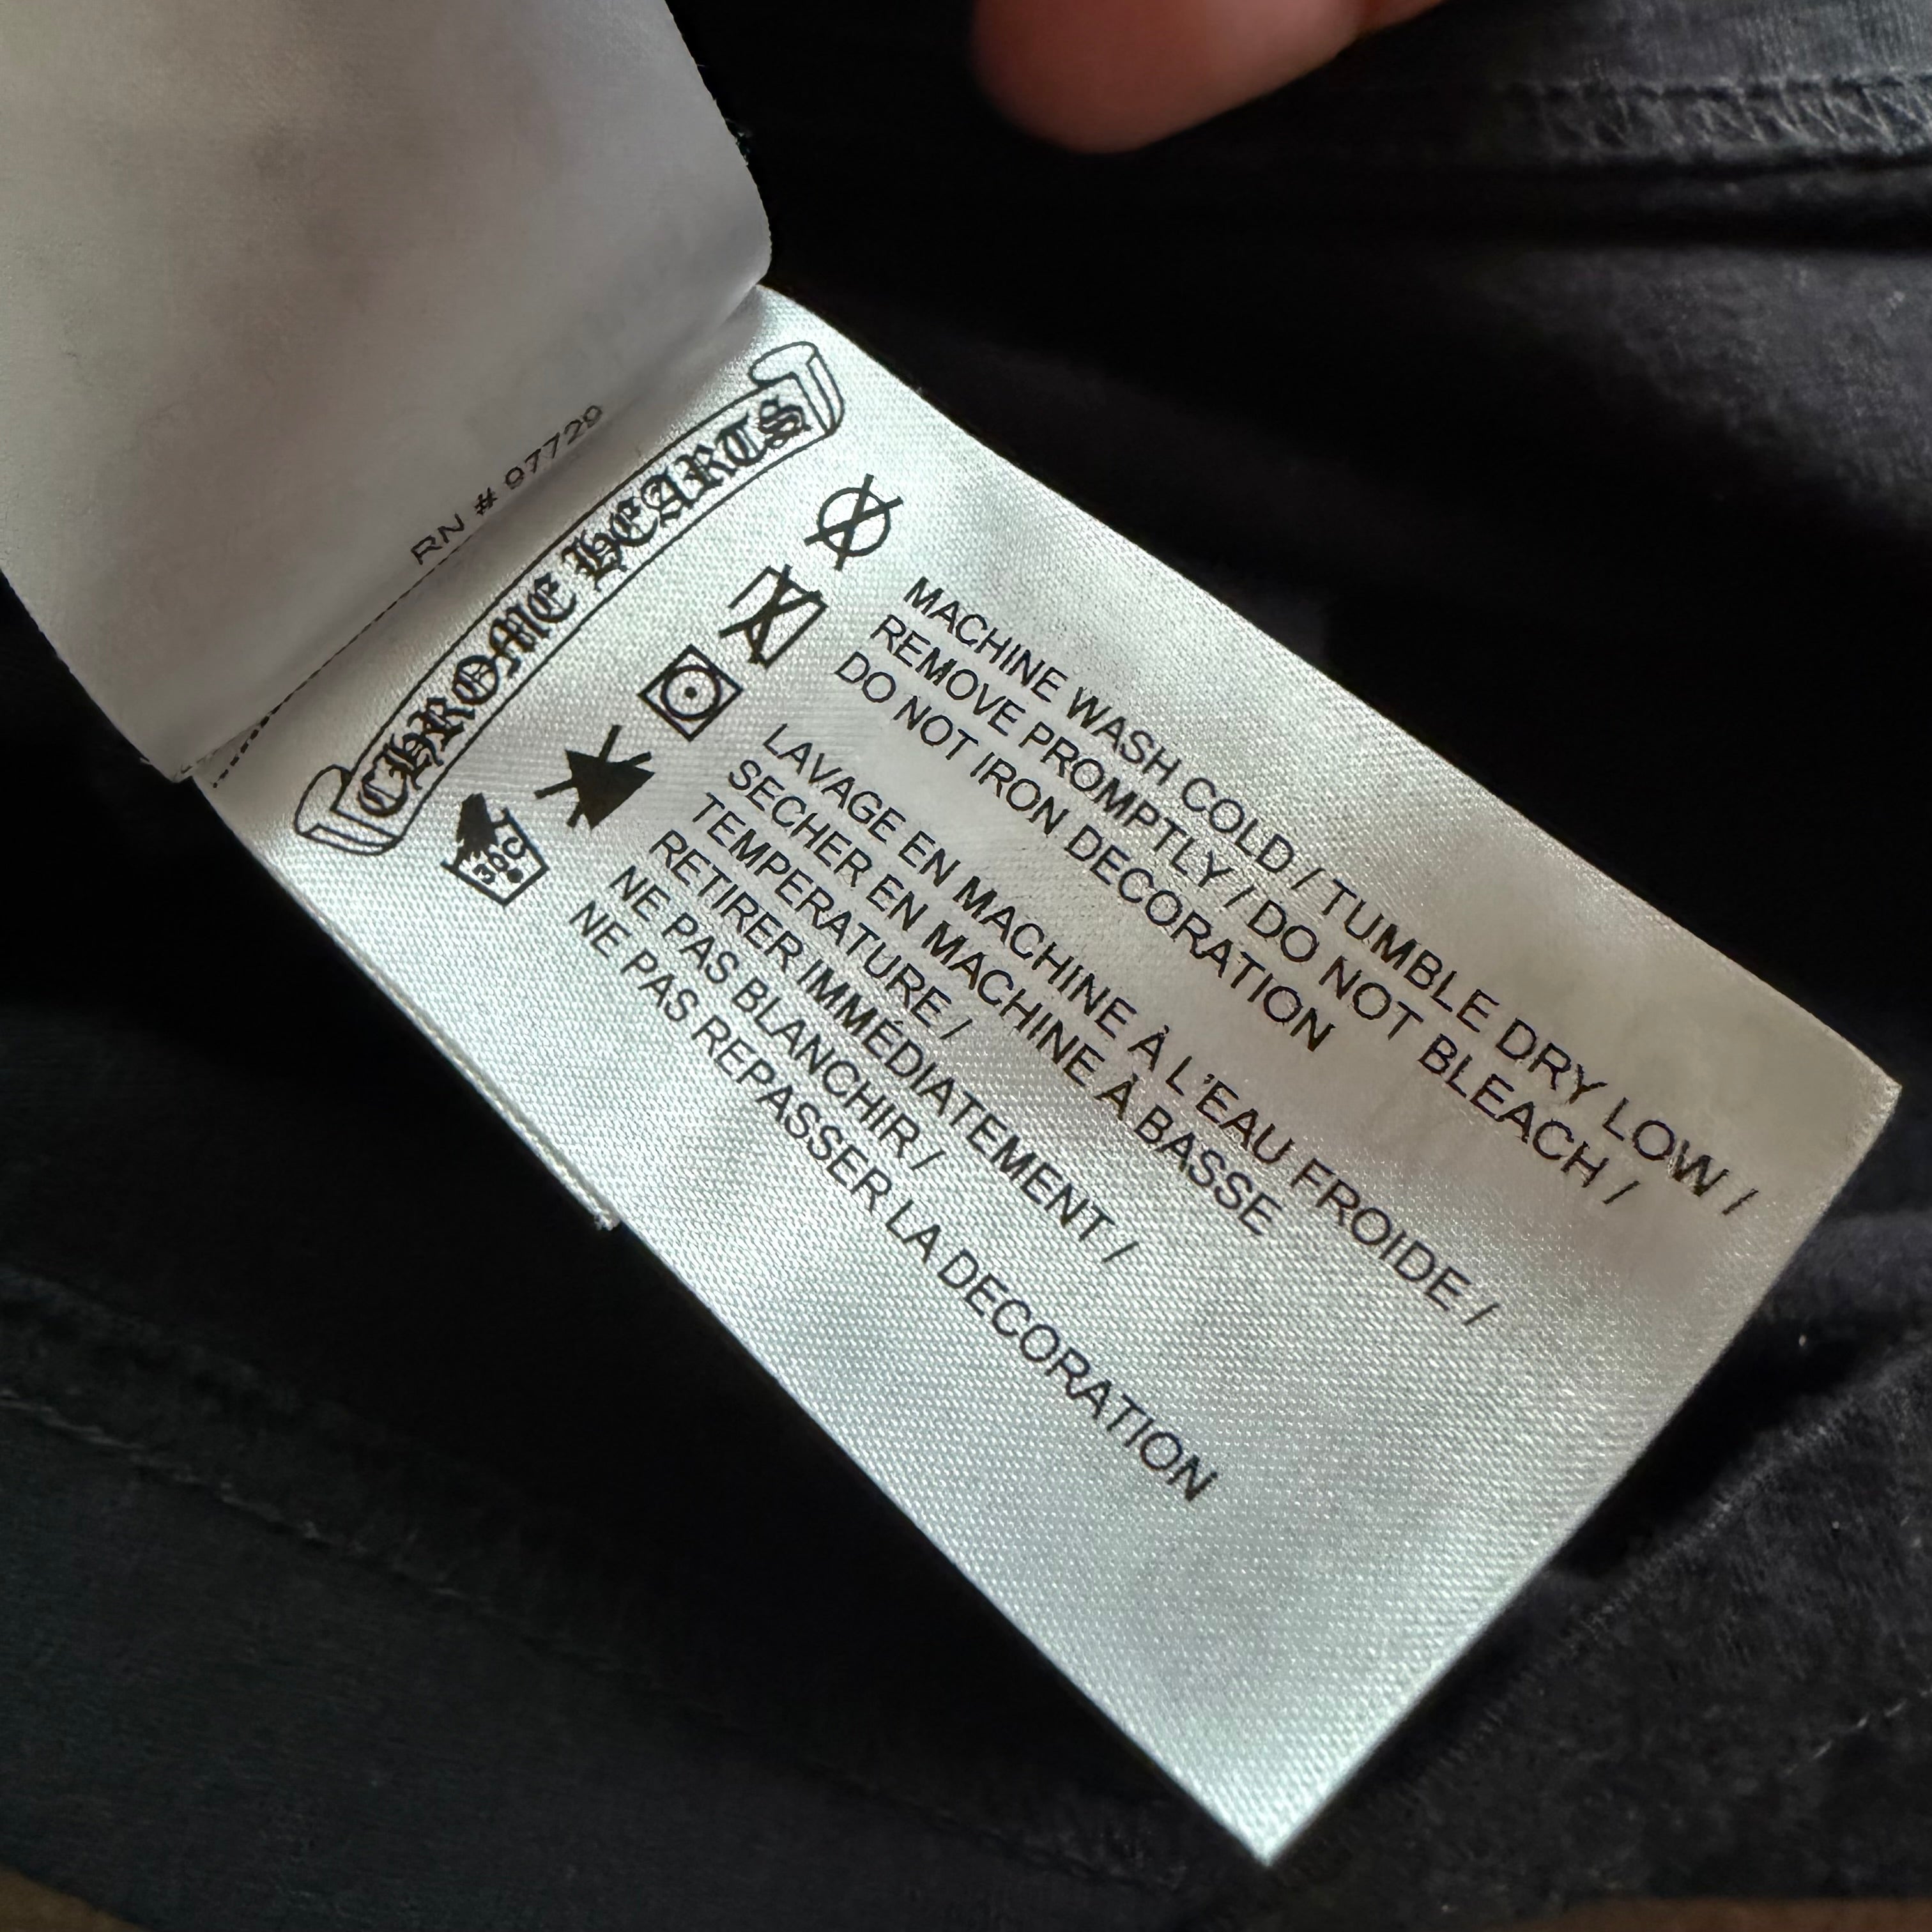 RN # 97729
CHROME HEARTS
30C
MACHINE WASH COLD / TUMBLE DRY LOW /
REMOVE PROMPTLY / DO NOT BLEACH /
DO NOT IRON DECORATION
LAVAGE EN MACHINE À L'EAU FROIDE /
SECHER EN MACHINE À BASSE
TEMPERATURE /
RETIRER IMMÉDIATEMENT /
NE PAS BLANCHIR /
NE PAS REPASSER LA DECORATION